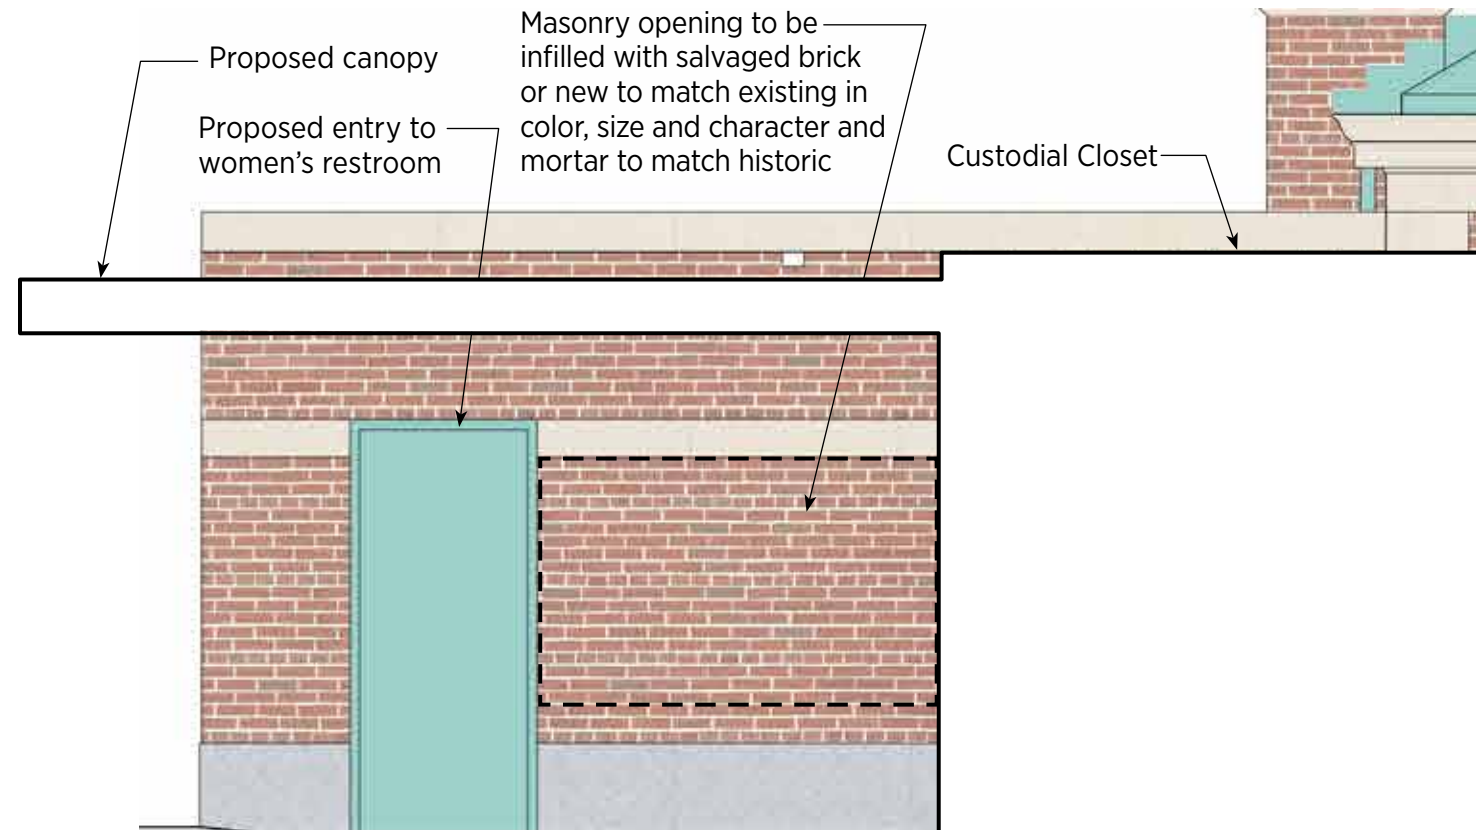 Proposed canopy
Proposed entry to
women's restroom
Masonry opening to be
infilled with salvaged brick
or new to match existing in
color, size and character and
mortar to match historic
Custodial Closet